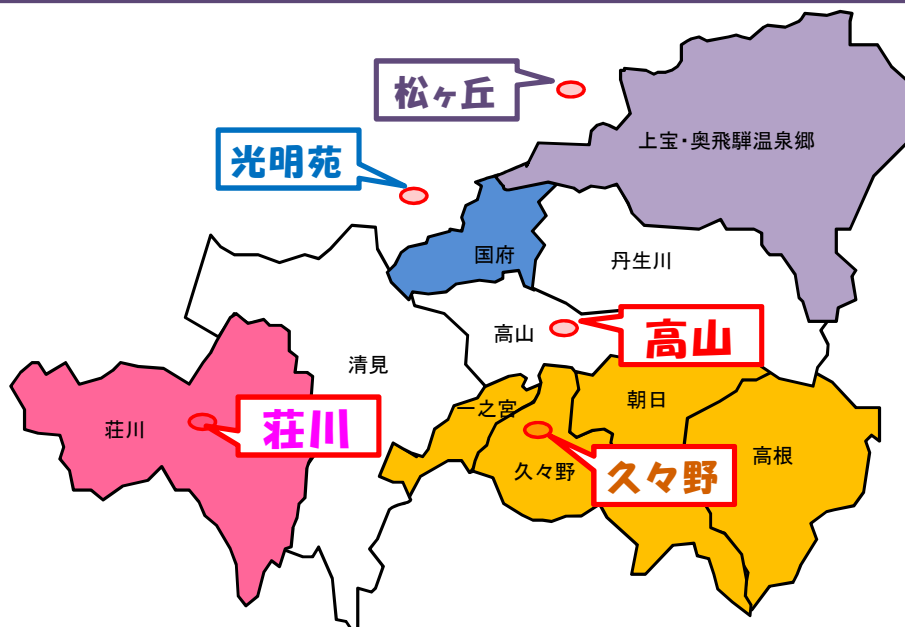 松ヶ丘
上宝・奥飛騨温泉郷
光明苑
国府
丹生川
高山
高山
清見
荘川
荘川
一之宮
朝日
久々野
久々野
高根